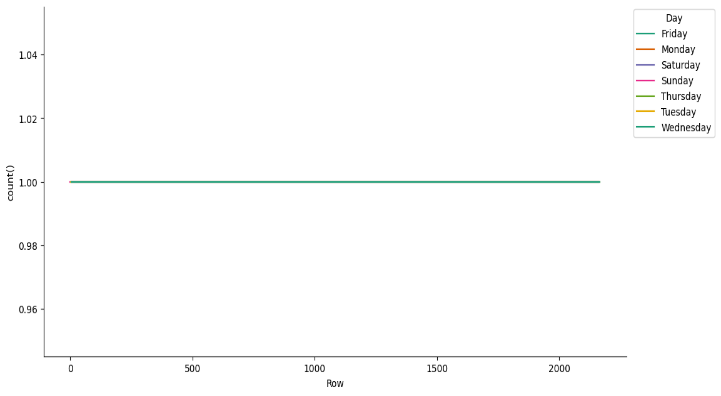 Day
Friday
Monday
Saturday
Sunday
Thursday
Tuesday
Wednesday
1.04
1.02
1.00
0.98
0.96
count()
0 500 1000 1500 2000
Row